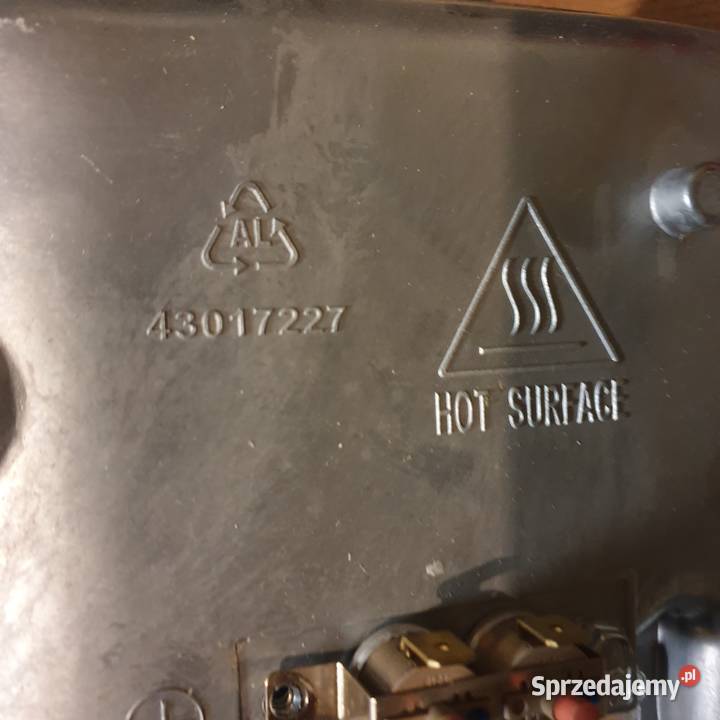 AL
43017227
HOT SURFACE
Sprzedajemy.pl